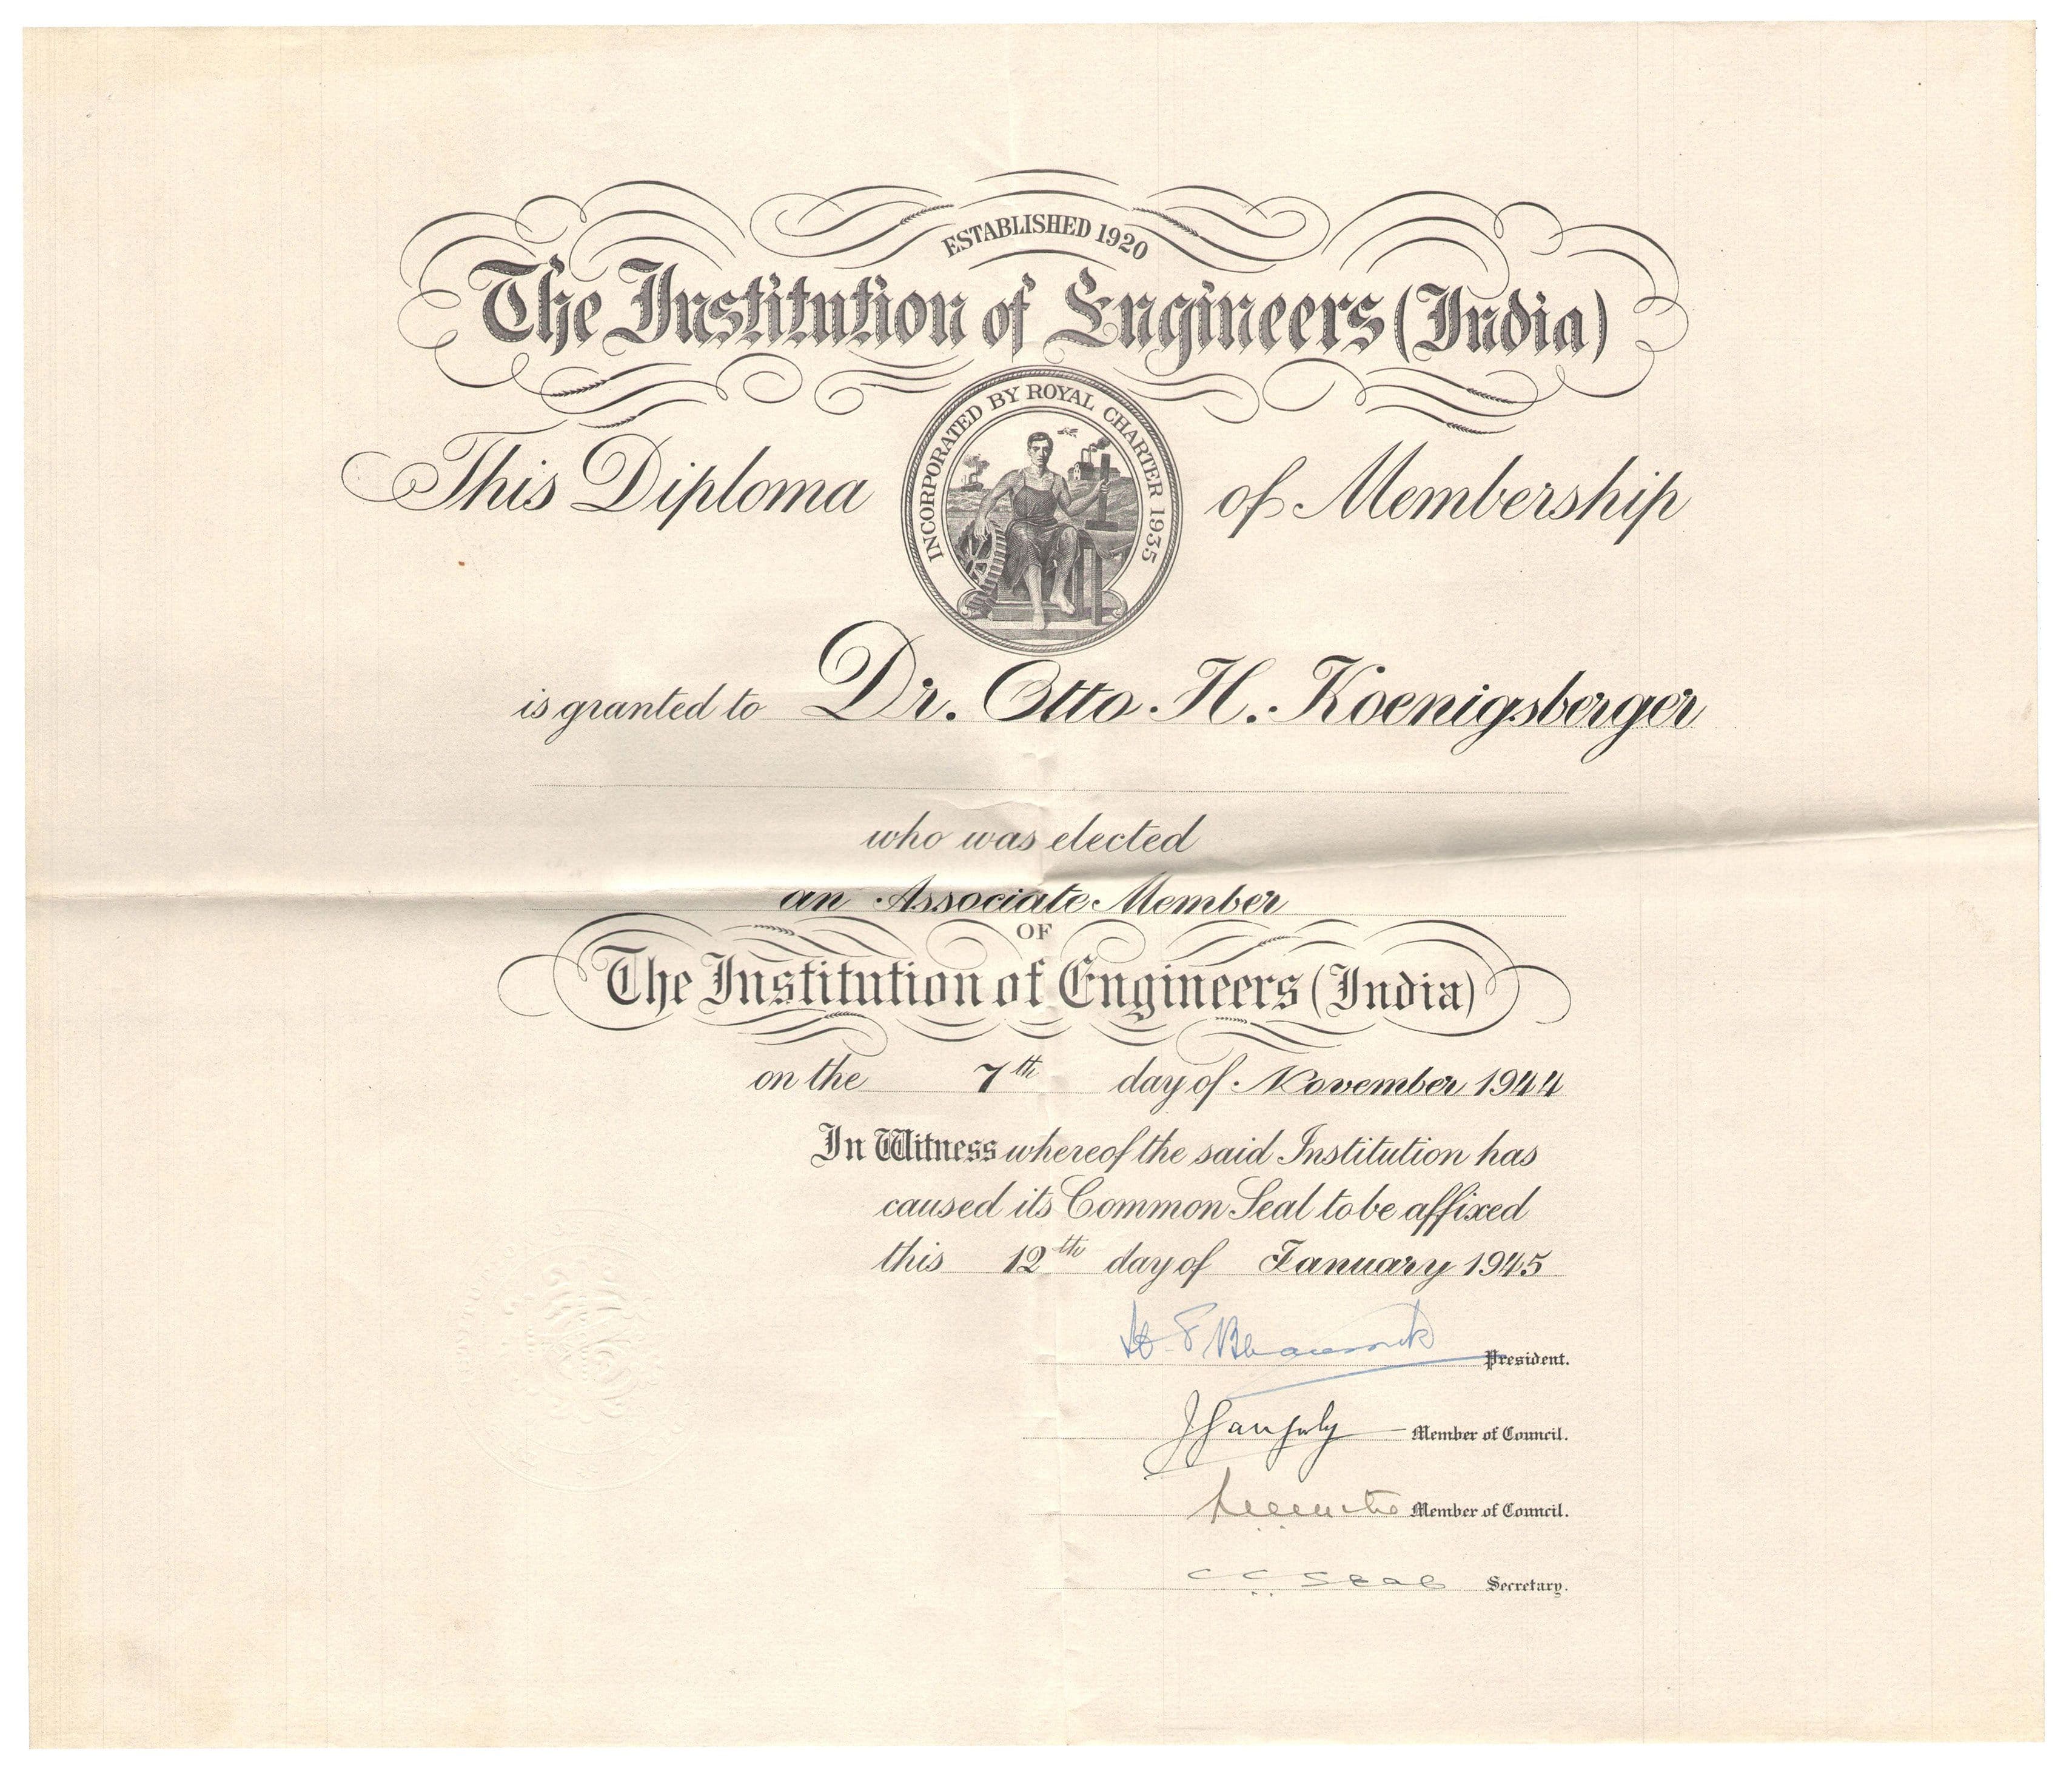 ESTABLISHED 1920
The Institution of Engineers (India)
INCORPORATED BY ROYAL CHARTER 1935
This Diploma of Membership
is granted to Dr. Otto H. Koenigsberger
who was elected
an Associate Member
OF
The Institution of Engineers (India)
on the 7th day of November 1944
In Witness whereof the said Institution has
caused its Common Seal to be affixed
this 12th day of January 1945
President.
J Ganguly Member of Council.
Member of Council.
C C Seal Secretary.